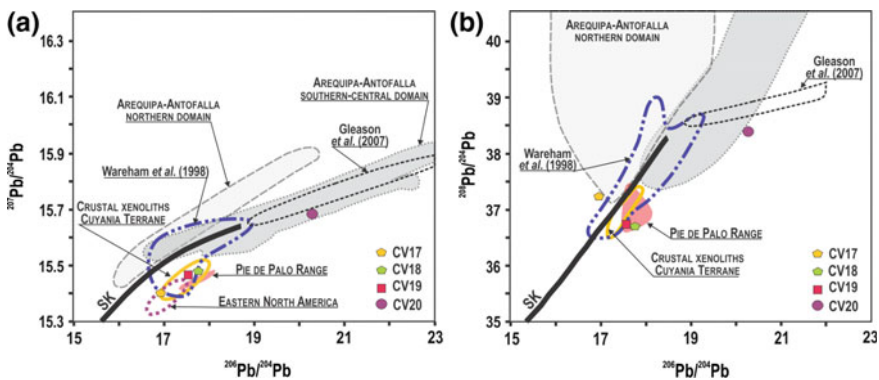 (a)
16.3
16.1
15.9
15.7
15.5
15.3
207Pb/204Pb
15
17
19
21
23
206Pb/204Pb
AREQUIPA-ANTOFALLA
NORTHERN DOMAIN
AREQUIPA-ANTOFALLA
SOUTHERN-CENTRAL DOMAIN
Gleason
et al. (2007)
Wareham et al. (1998)
CRUSTAL XENOLITHS
CUYANIA TERRANE
PIE DE PALO RANGE
EASTERN NORTH AMERICA
SK
CV17
CV18
CV19
CV20
(b)
40
39
38
37
36
35
208Pb/204Pb
15
17
19
21
23
206Pb/204Pb
AREQUIPA-ANTOFALLA
NORTHERN DOMAIN
Gleason
et al. (2007)
Wareham
et al. (1998)
PIE DE PALO RANGE
CRUSTAL XENOLITHS
CUYANIA TERRANE
SK
CV17
CV18
CV19
CV20